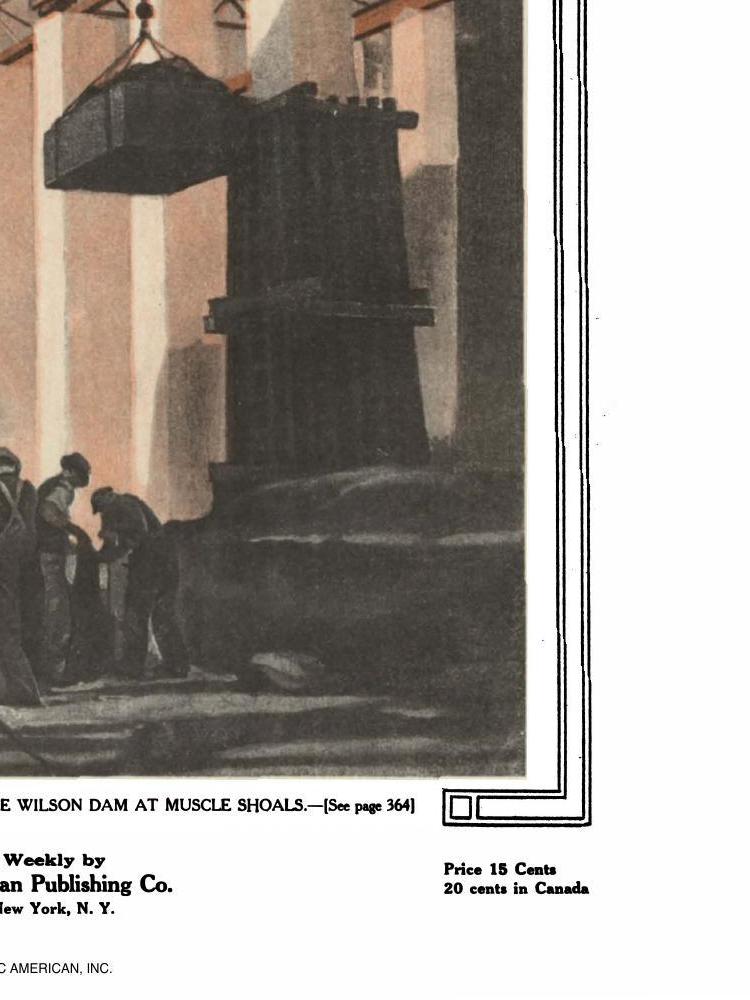 E WILSON DAM AT MUSCLE SHOALS.—[See page 364]
Weekly by
an Publishing Co.
New York, N. Y.
Price 15 Cents
20 cents in Canada
C AMERICAN, INC.